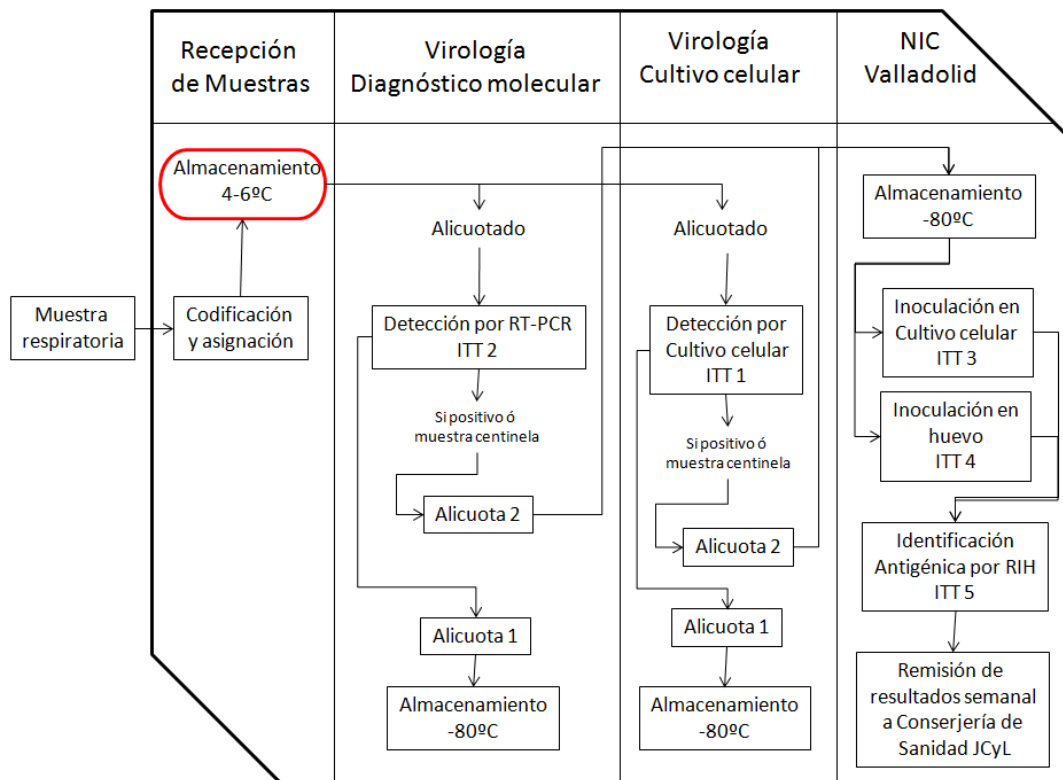 Recepción
de Muestras
Virología
Diagnóstico molecular
Virología
Cultivo celular
NIC
Valladolid
Muestra
respiratoria
Codificación
y asignación
Almacenamiento
4-6ºC
Alicuotado
Detección por RT-PCR
ITT 2
Si positivo ó
muestra centinela
Alicuota 2
Alicuota 1
Almacenamiento
-80ºC
Alicuotado
Detección por
Cultivo celular
ITT 1
Si positivo ó
muestra centinela
Alicuota 2
Alicuota 1
Almacenamiento
-80ºC
Almacenamiento
-80ºC
Inoculación en
Cultivo celular
ITT 3
Inoculación en
huevo
ITT 4
Identificación
Antigénica por RIH
ITT 5
Remisión de
resultados semanal
a Conserjería de
Sanidad JCyL